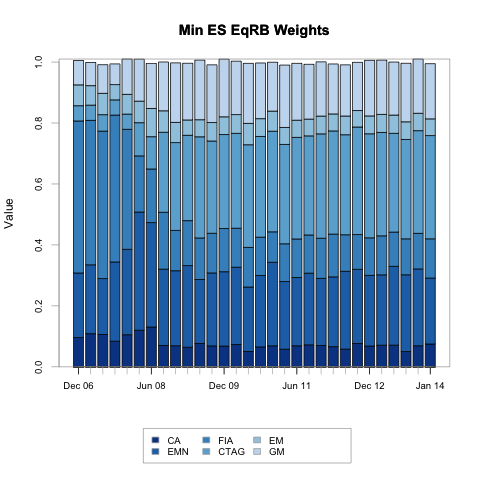 Min ES EqRB Weights
Value
1.0
0.8
0.6
0.4
0.2
0.0
Dec 06 Jun 08 Dec 09 Jun 11 Dec 12 Jan 14
CA FIA EM
EMN CTAG GM